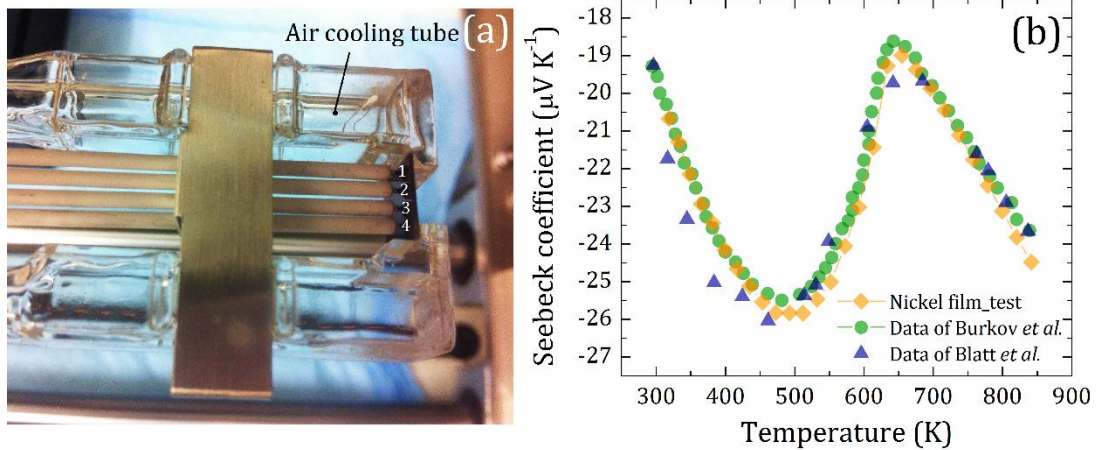 (a)
Air cooling tube
1
2
3
4
(b)
Seebeck coefficient (µV K⁻¹)
-18
-19
-20
-21
-22
-23
-24
-25
-26
-27
Nickel film_test
Data of Burkov et al.
Data of Blatt et al.
300 400 500 600 700 800 900
Temperature (K)